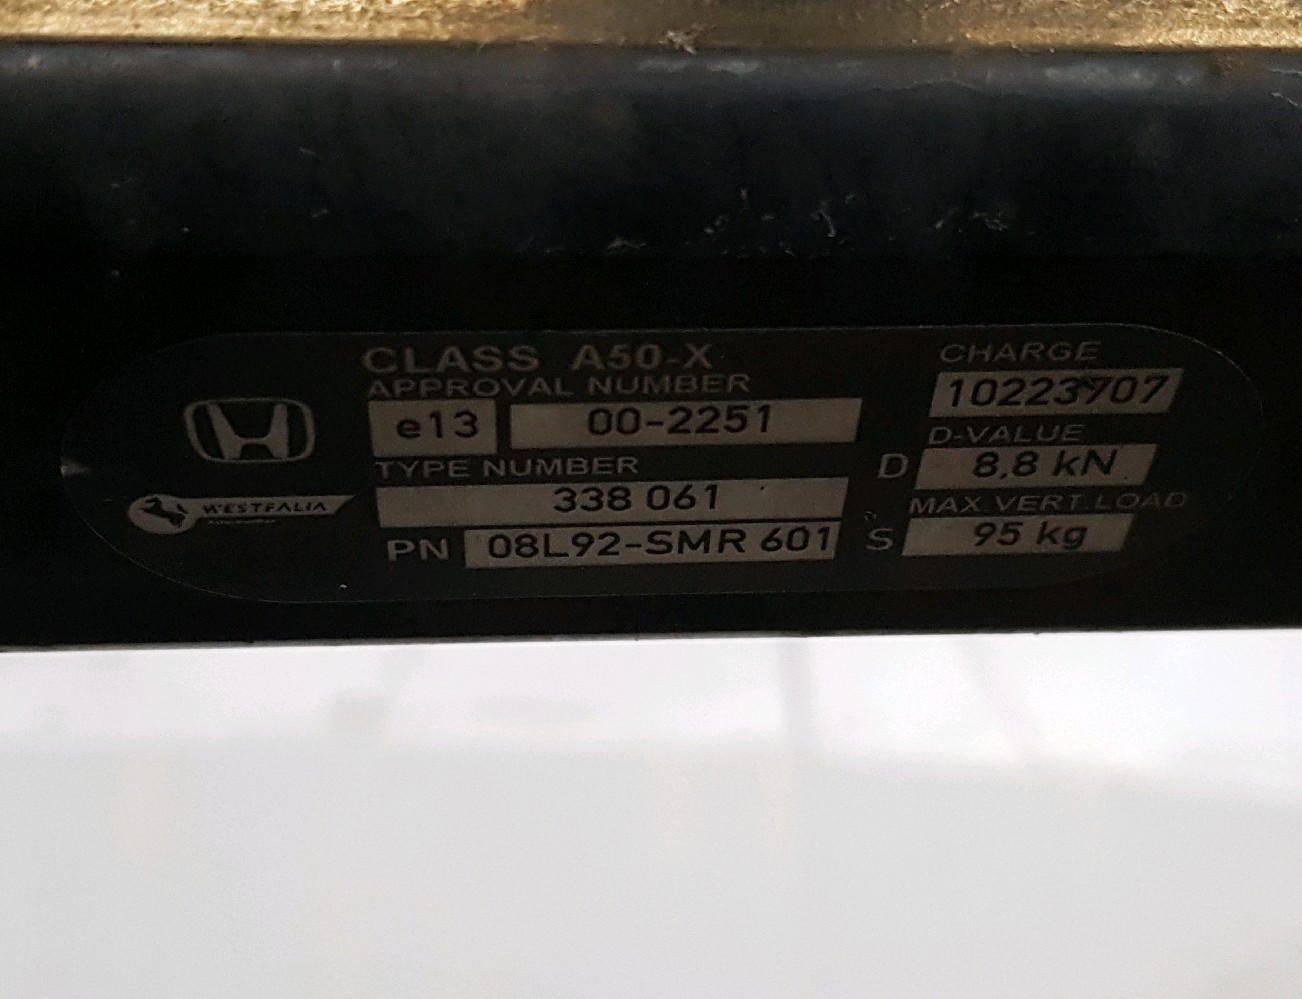 CLASS A50-X
APPROVAL NUMBER
e13 00-2251
TYPE NUMBER
338 061
PN 08L92-SMR 601
WESTFALIA
CHARGE
10223707
D-VALUE
D 8,8 kN
MAX.VERT.LOAD
S 95 kg